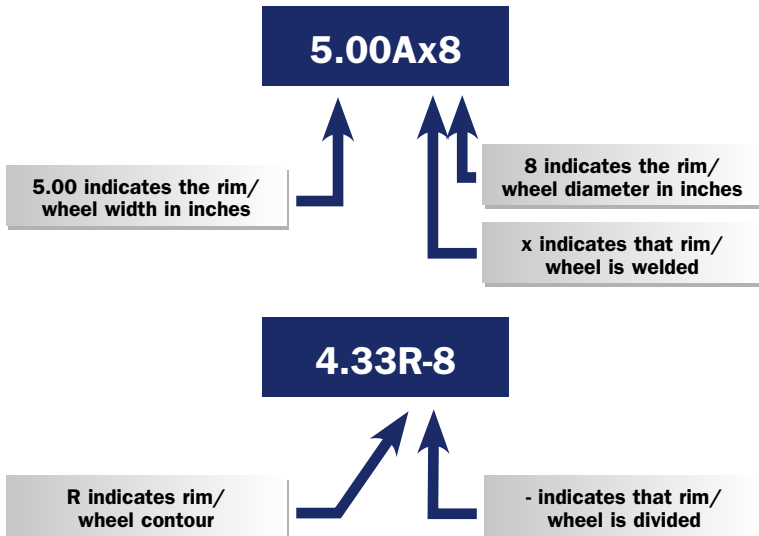 5.00Ax8
5.00 indicates the rim/
wheel width in inches
8 indicates the rim/
wheel diameter in inches
x indicates that rim/
wheel is welded
4.33R-8
R indicates rim/
wheel contour
- indicates that rim/
wheel is divided